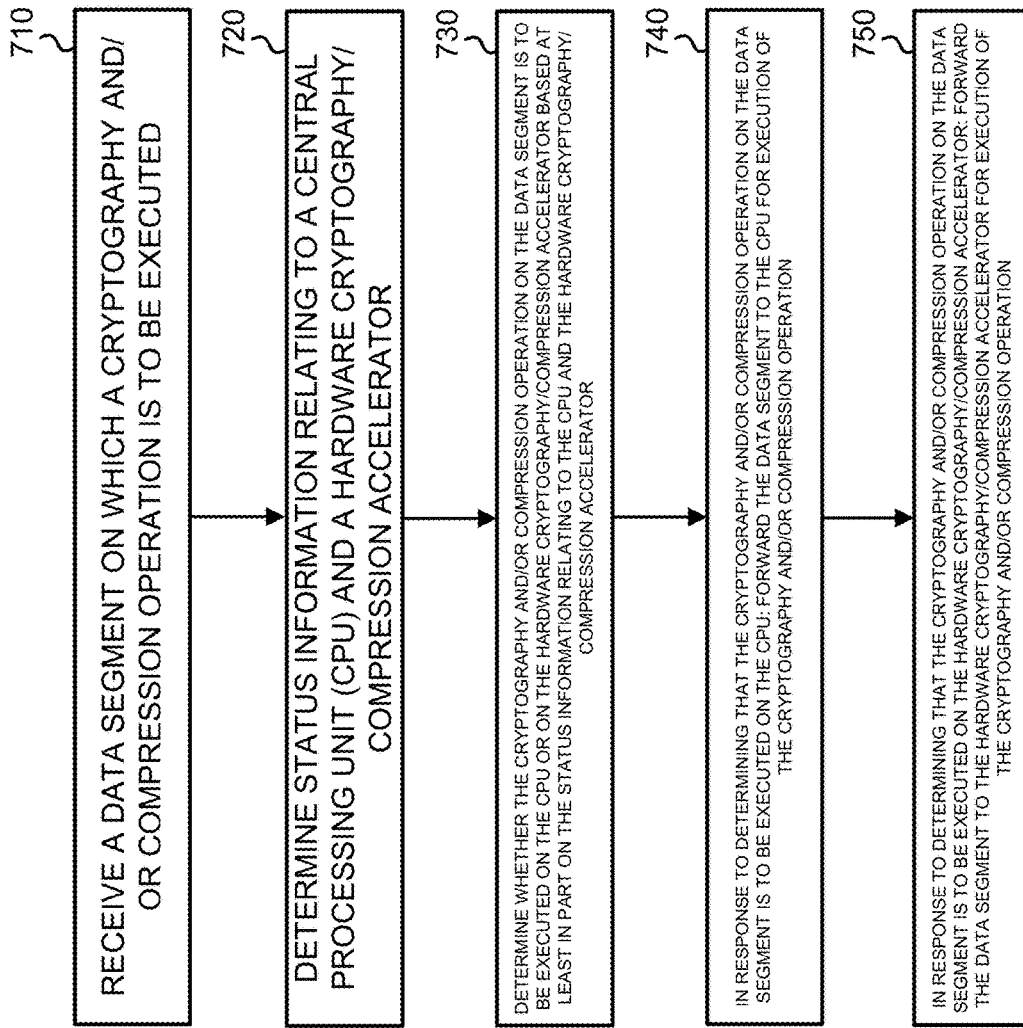 710
RECEIVE A DATA SEGMENT ON WHICH A CRYPTOGRAPHY AND/
OR COMPRESSION OPERATION IS TO BE EXECUTED
720
DETERMINE STATUS INFORMATION RELATING TO A CENTRAL
PROCESSING UNIT (CPU) AND A HARDWARE CRYPTOGRAPHY/
COMPRESSION ACCELERATOR
730
DETERMINE WHETHER THE CRYPTOGRAPHY AND/OR COMPRESSION OPERATION ON THE DATA SEGMENT IS TO
BE EXECUTED ON THE CPU OR ON THE HARDWARE CRYPTOGRAPHY/COMPRESSION ACCELERATOR BASED AT
LEAST IN PART ON THE STATUS INFORMATION RELATING TO THE CPU AND THE HARDWARE CRYPTOGRAPHY/
COMPRESSION ACCELERATOR
740
IN RESPONSE TO DETERMINING THAT THE CRYPTOGRAPHY AND/OR COMPRESSION OPERATION ON THE DATA
SEGMENT IS TO BE EXECUTED ON THE CPU: FORWARD THE DATA SEGMENT TO THE CPU FOR EXECUTION OF
THE CRYPTOGRAPHY AND/OR COMPRESSION OPERATION
750
IN RESPONSE TO DETERMINING THAT THE CRYPTOGRAPHY AND/OR COMPRESSION OPERATION ON THE DATA
SEGMENT IS TO BE EXECUTED ON THE HARDWARE CRYPTOGRAPHY/COMPRESSION ACCELERATOR: FORWARD
THE DATA SEGMENT TO THE HARDWARE CRYPTOGRAPHY/COMPRESSION ACCELERATOR FOR EXECUTION OF
THE CRYPTOGRAPHY AND/OR COMPRESSION OPERATION